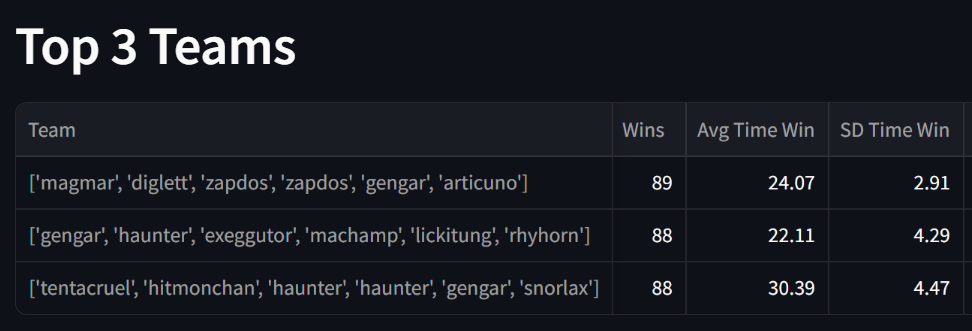 Top 3 Teams
Team Wins Avg Time Win SD Time Win
['magmar', 'diglett', 'zapdos', 'zapdos', 'gengar', 'articuno'] 89 24.07 2.91
['gengar', 'haunter', 'exeggutor', 'machamp', 'lickitung', 'rhyhorn'] 88 22.11 4.29
['tentacruel', 'hitmonchan', 'haunter', 'haunter', 'gengar', 'snorlax'] 88 30.39 4.47